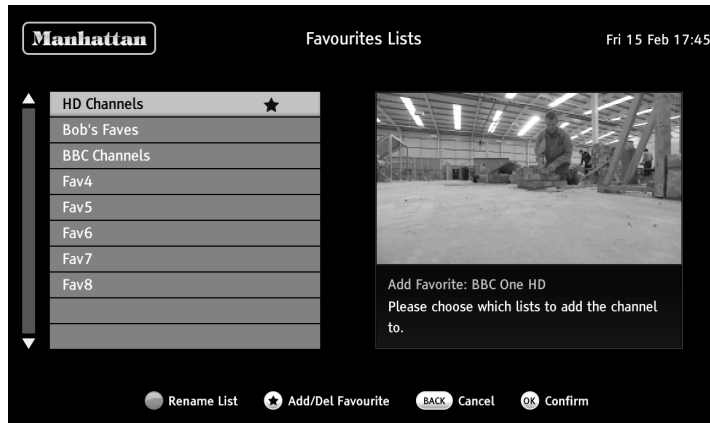 Manhattan
Favourites Lists
Fri 15 Feb 17:45
HD Channels
Bob's Faves
BBC Channels
Fav4
Fav5
Fav6
Fav7
Fav8
Add Favorite: BBC One HD
Please choose which lists to add the channel
to.
Rename List
Add/Del Favourite
BACK Cancel
OK Confirm